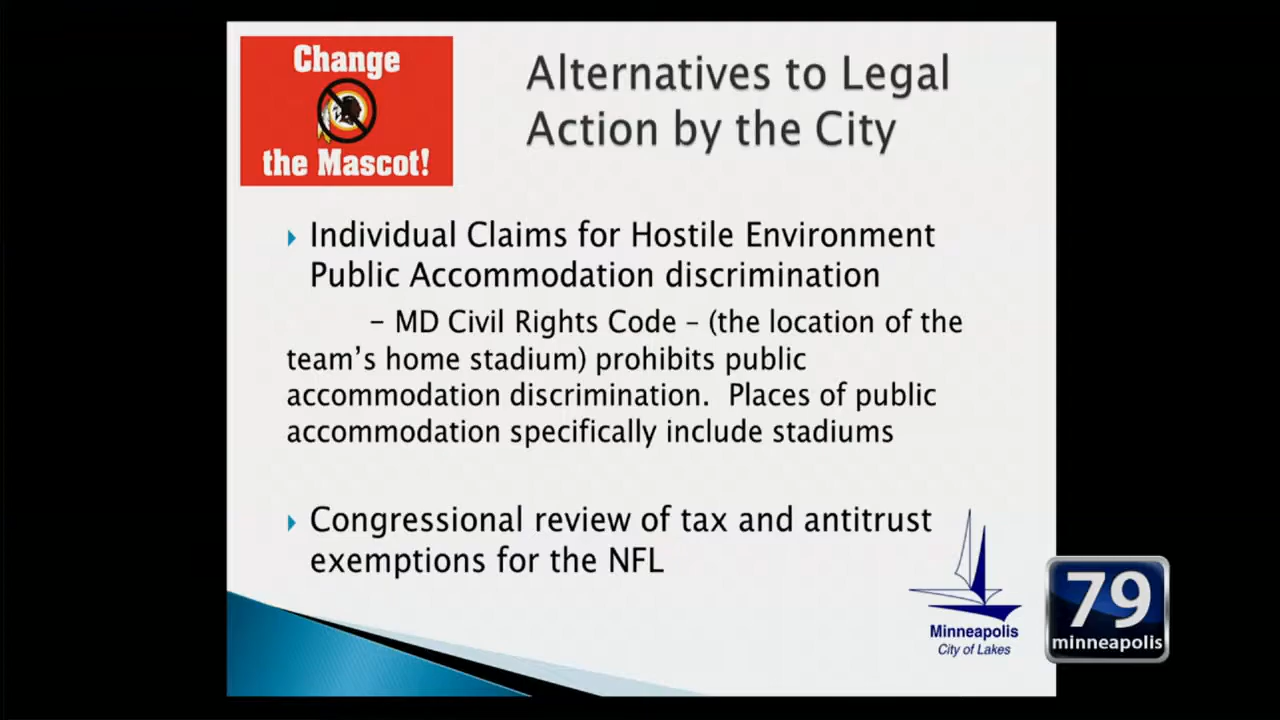 Change
the Mascot!
Alternatives to Legal
Action by the City
Individual Claims for Hostile Environment
Public Accommodation discrimination
– MD Civil Rights Code – (the location of the
team's home stadium) prohibits public
accommodation discrimination.  Places of public
accommodation specifically include stadiums
Congressional review of tax and antitrust
exemptions for the NFL
Minneapolis
City of Lakes
79
minneapolis